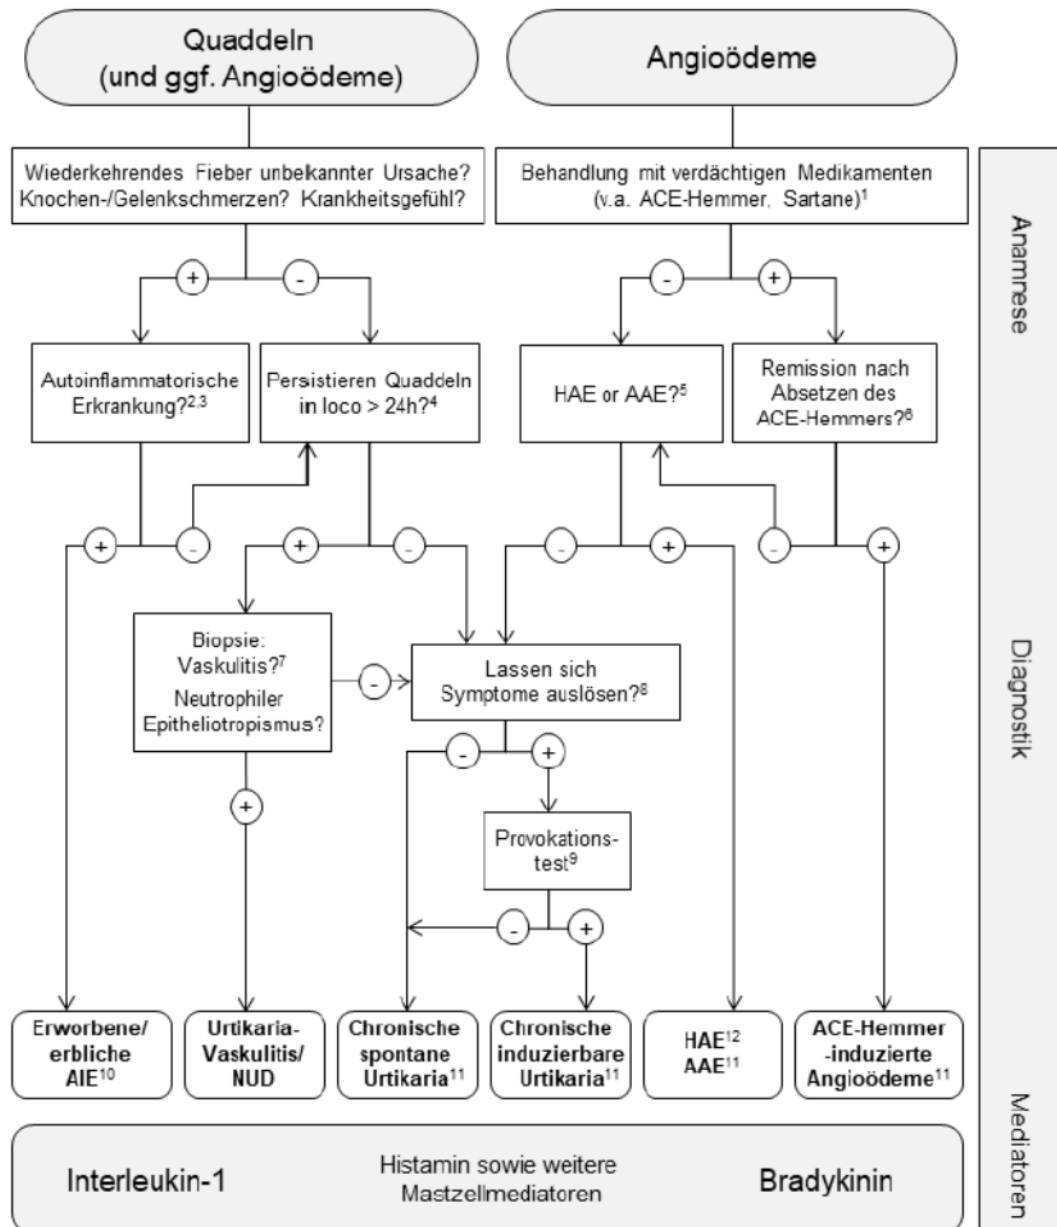 Quaddeln
(und ggf. Angioödeme)
Angioödeme
Wiederkehrendes Fieber unbekannter Ursache?
Knochen-/Gelenkschmerzen? Krankheitsgefühl?
Behandlung mit verdächtigen Medikamenten
(v.a. ACE-Hemmer, Sartane)¹
Anamnese
+
-
-
+
Autoinflammatorische
Erkrankung?²,³
Persistieren Quaddeln
in loco > 24h?⁴
HAE or AAE?⁵
Remission nach
Absetzen des
ACE-Hemmers?⁶
+
-
+
-
-
+
-
+
Biopsie:
Vaskulitis?⁷
Neutrophiler
Epitheliotropismus?
-
Lassen sich
Symptome auslösen?⁸
Diagnostik
-
+
+
Provokations-
test⁹
-
+
Erworbene/
erbliche
AIE¹⁰
Urtikaria-
Vaskulitis/
NUD
Chronische
spontane
Urtikaria¹¹
Chronische
induzierbare
Urtikaria¹¹
HAE¹²
AAE¹¹
ACE-Hemmer
-induzierte
Angioödeme¹¹
Interleukin-1
Histamin sowie weitere
Mastzellmediatoren
Bradykinin
Mediatoren